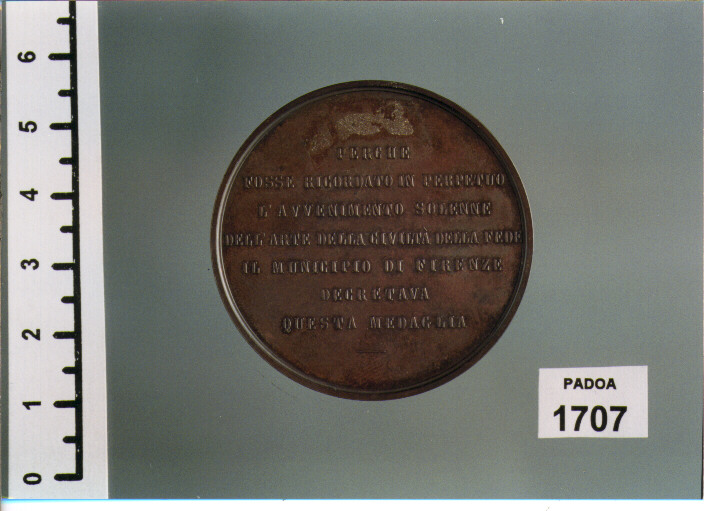 6
5
4
3
2
1
0
PERCHE
FOSSE RICORDATO IN PERPETUO
L'AVVENIMENTO SOLENNE
DELL'ARTE DELLA CIVILTÀ DELLA FEDE
IL MUNICIPIO DI FIRENZE
DECRETAVA
QUESTA MEDAGLIA
PADOA
1707